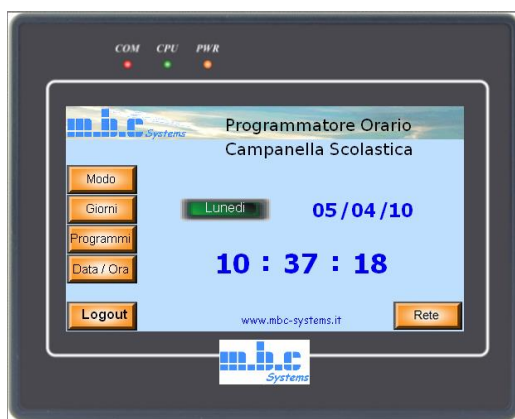 COM CPU PWR
m.b.c Systems
Programmatore Orario
Campanella Scolastica
Modo
Giorni
Programmi
Data / Ora
Lunedi
05/04/10
10 : 37 : 18
Logout
www.mbc-systems.it
Rete
m.b.c
Systems